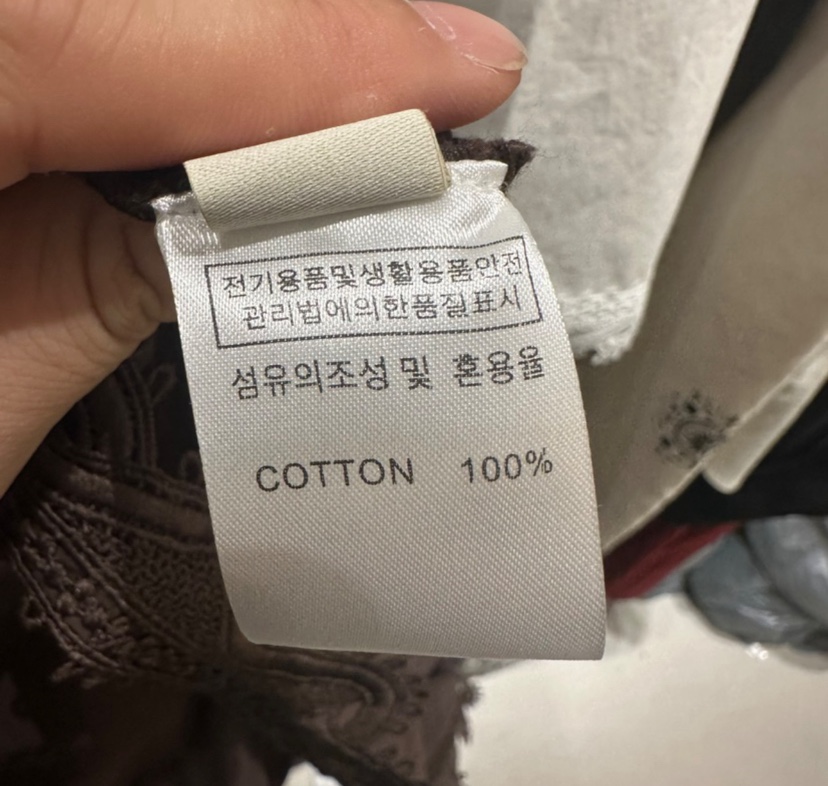 전기용품및생활용품안전
관리법에의한품질표시
섬유의조성 및 혼용율
COTTON 100%